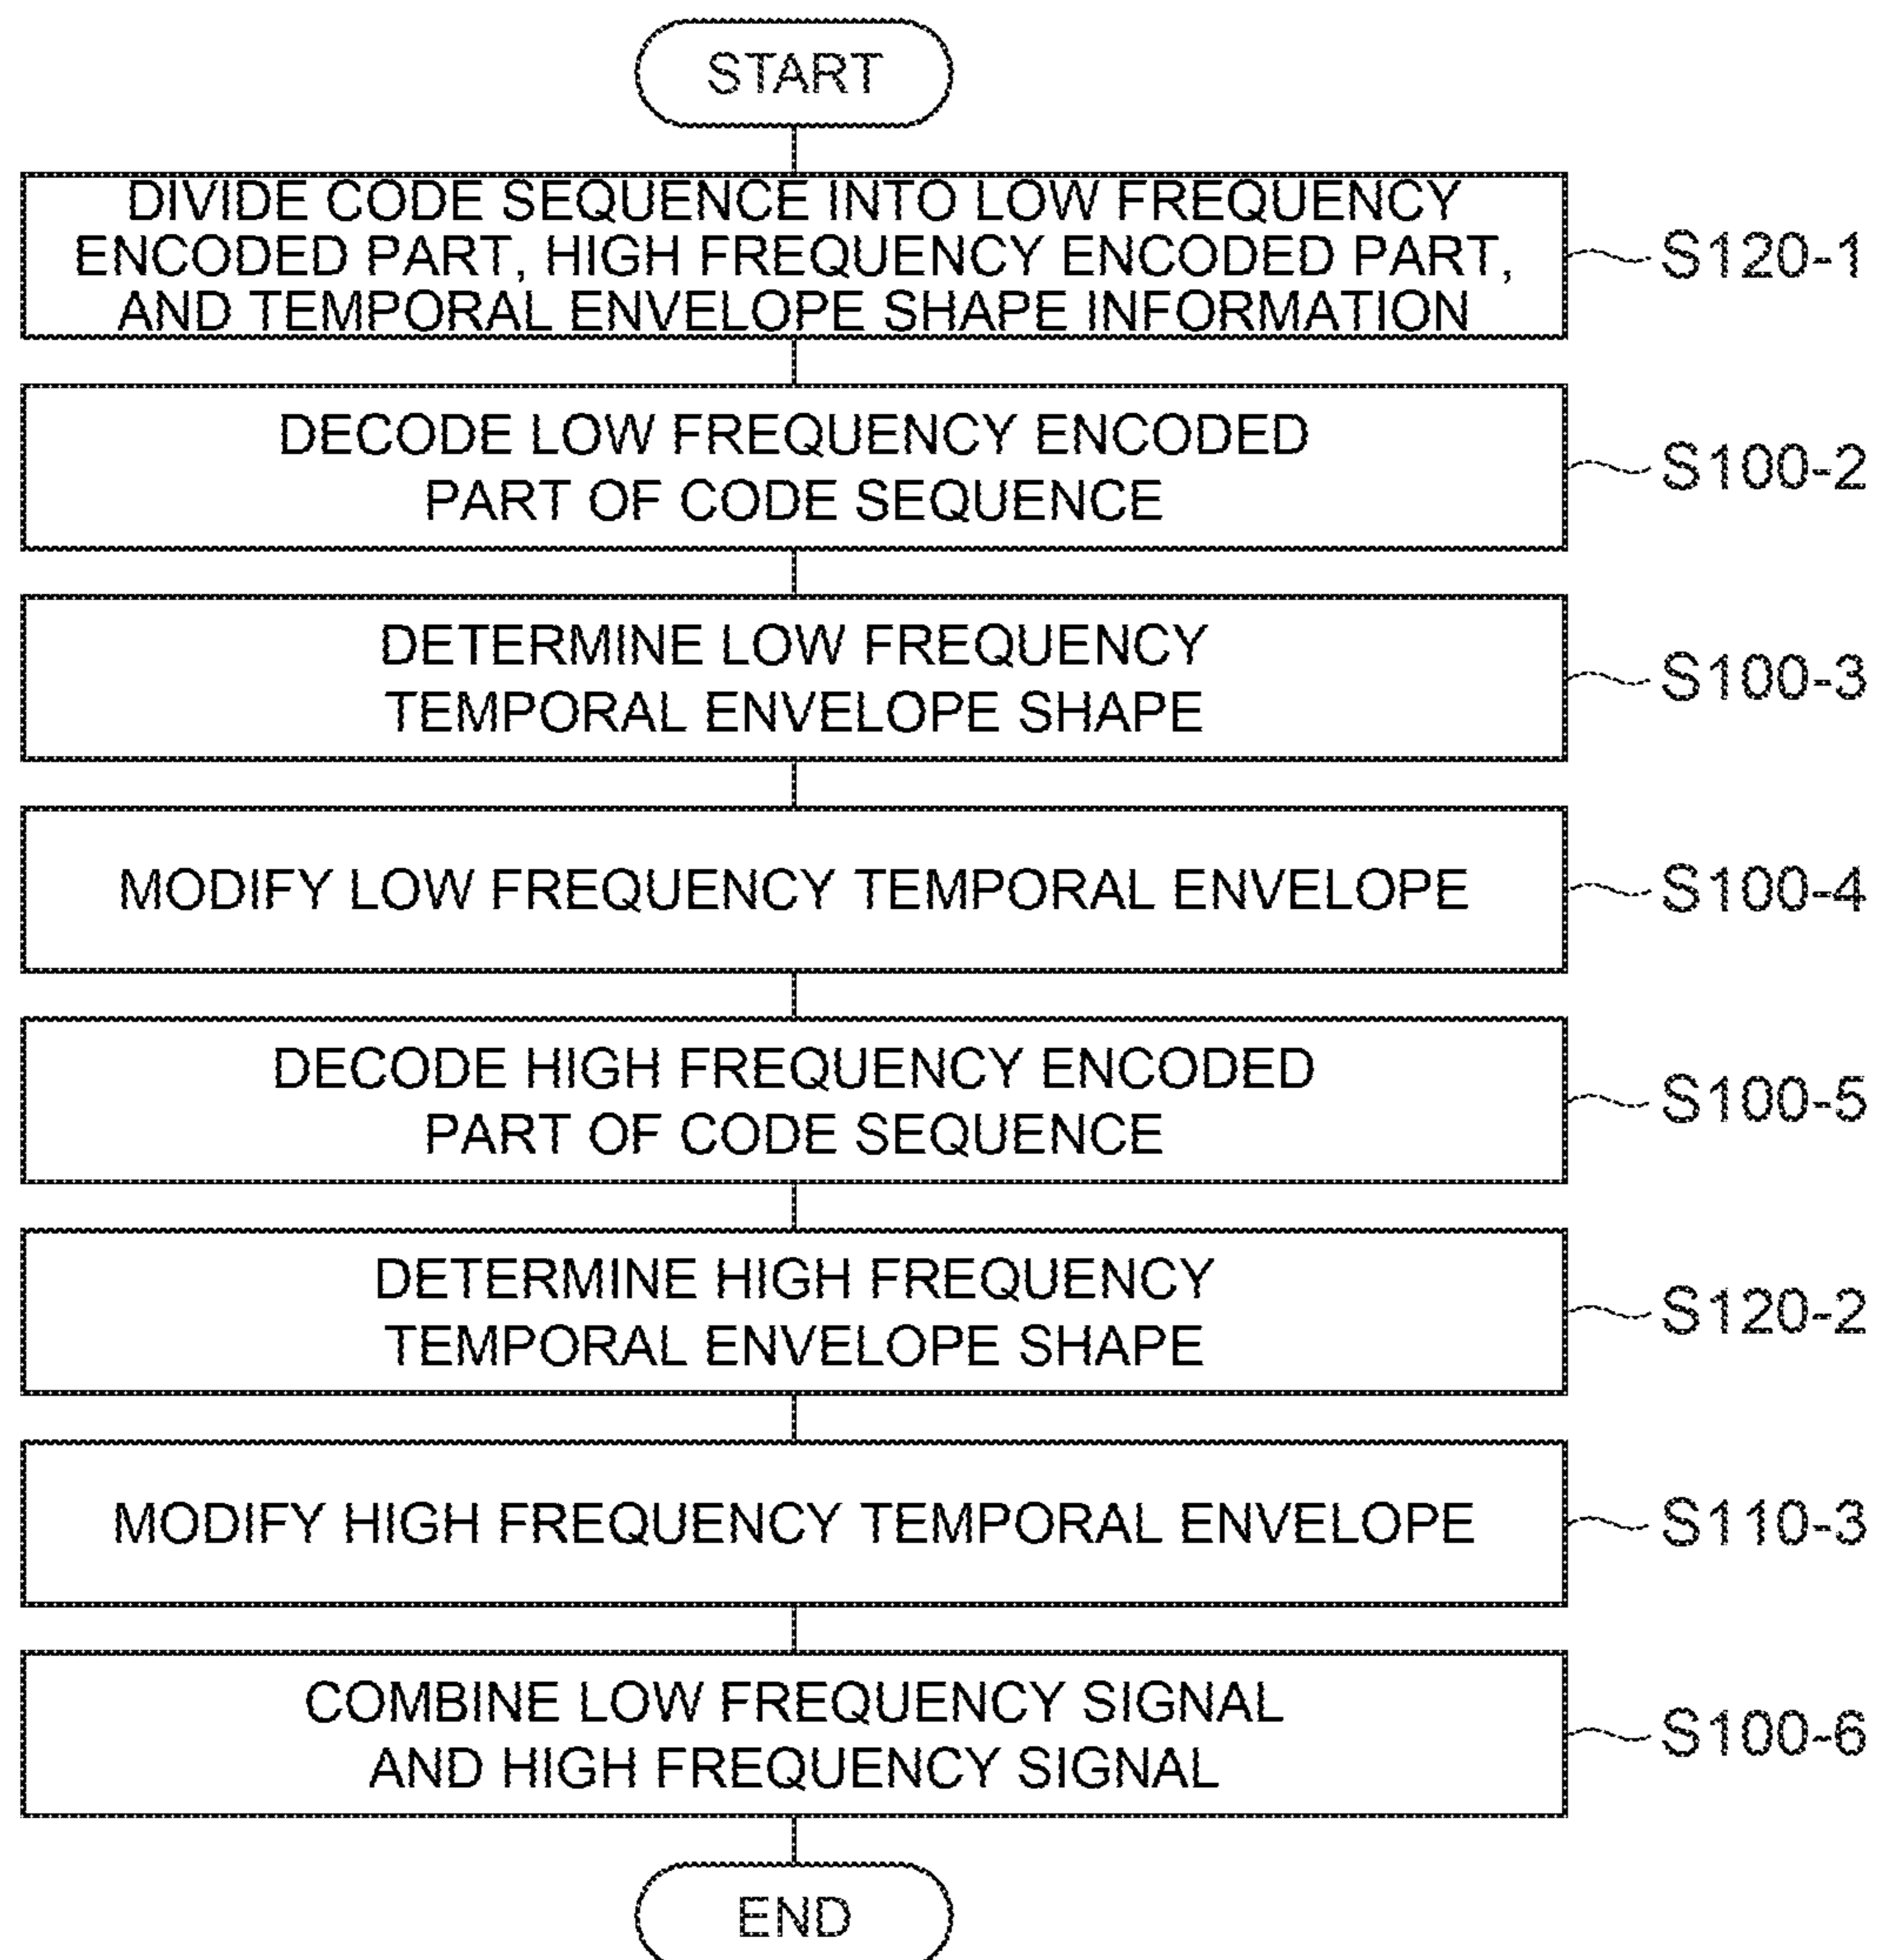 START
DIVIDE CODE SEQUENCE INTO LOW FREQUENCY
ENCODED PART, HIGH FREQUENCY ENCODED PART,
AND TEMPORAL ENVELOPE SHAPE INFORMATION
S120-1
DECODE LOW FREQUENCY ENCODED
PART OF CODE SEQUENCE
S100-2
DETERMINE LOW FREQUENCY
TEMPORAL ENVELOPE SHAPE
S100-3
MODIFY LOW FREQUENCY TEMPORAL ENVELOPE
S100-4
DECODE HIGH FREQUENCY ENCODED
PART OF CODE SEQUENCE
S100-5
DETERMINE HIGH FREQUENCY
TEMPORAL ENVELOPE SHAPE
S120-2
MODIFY HIGH FREQUENCY TEMPORAL ENVELOPE
S110-3
COMBINE LOW FREQUENCY SIGNAL
AND HIGH FREQUENCY SIGNAL
S100-6
END